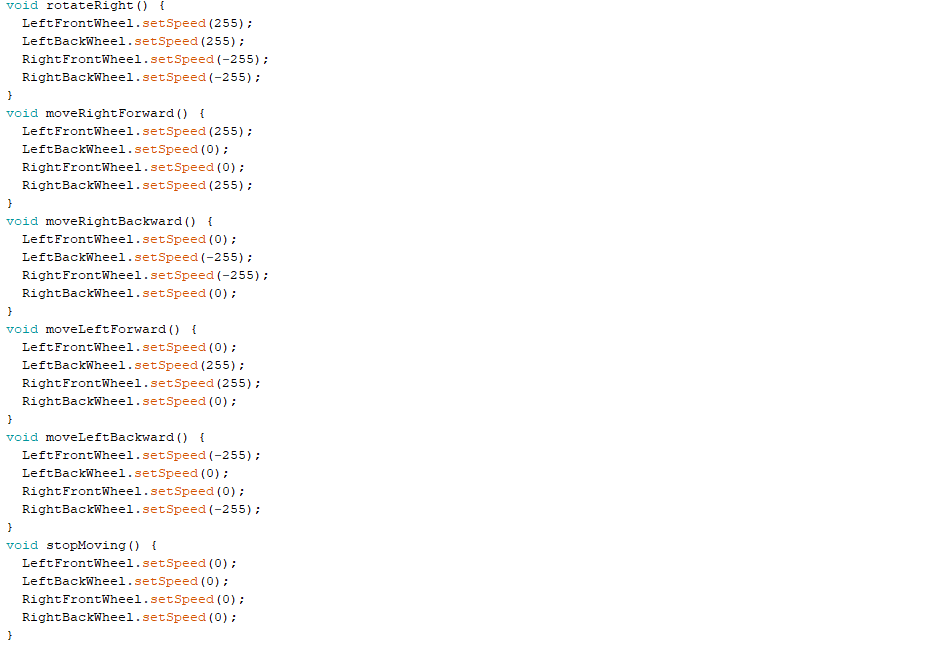 void rotateRight() {
  LeftFrontWheel.setSpeed(255);
  LeftBackWheel.setSpeed(255);
  RightFrontWheel.setSpeed(-255);
  RightBackWheel.setSpeed(-255);
}
void moveRightForward() {
  LeftFrontWheel.setSpeed(255);
  LeftBackWheel.setSpeed(0);
  RightFrontWheel.setSpeed(0);
  RightBackWheel.setSpeed(255);
}
void moveRightBackward() {
  LeftFrontWheel.setSpeed(0);
  LeftBackWheel.setSpeed(-255);
  RightFrontWheel.setSpeed(-255);
  RightBackWheel.setSpeed(0);
}
void moveLeftForward() {
  LeftFrontWheel.setSpeed(0);
  LeftBackWheel.setSpeed(255);
  RightFrontWheel.setSpeed(255);
  RightBackWheel.setSpeed(0);
}
void moveLeftBackward() {
  LeftFrontWheel.setSpeed(-255);
  LeftBackWheel.setSpeed(0);
  RightFrontWheel.setSpeed(0);
  RightBackWheel.setSpeed(-255);
}
void stopMoving() {
  LeftFrontWheel.setSpeed(0);
  LeftBackWheel.setSpeed(0);
  RightFrontWheel.setSpeed(0);
  RightBackWheel.setSpeed(0);
}